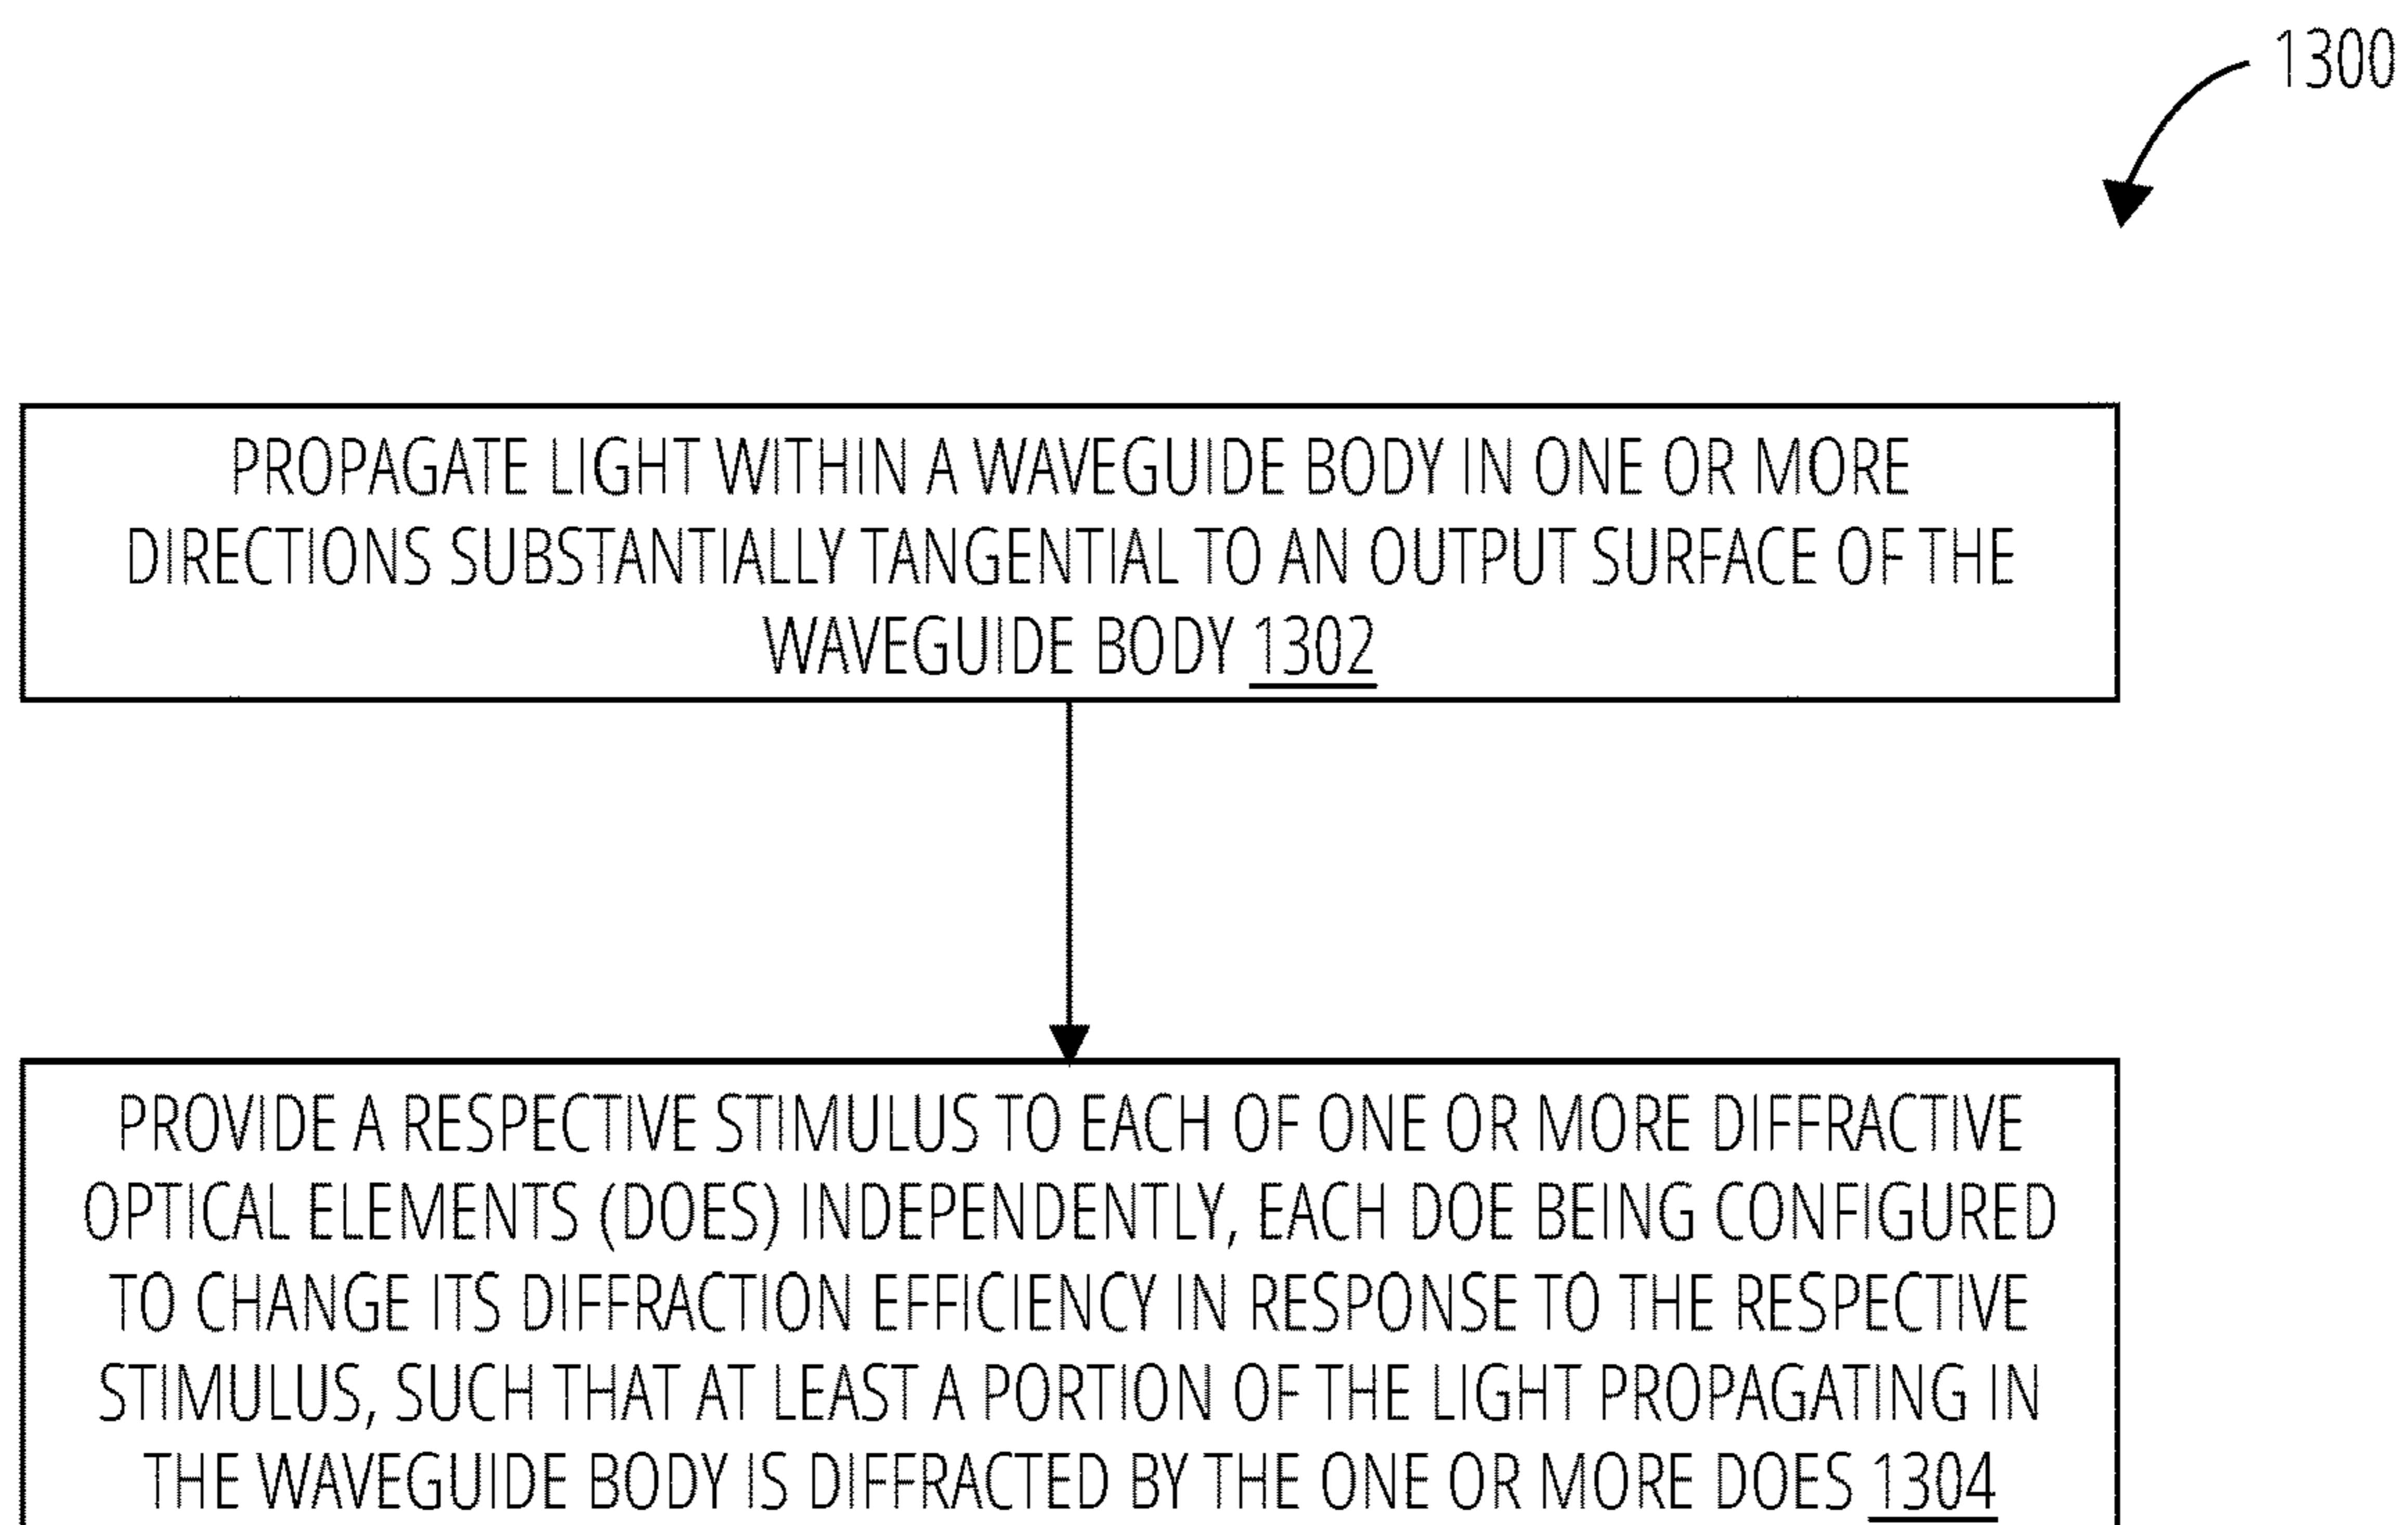 1300
PROPAGATE LIGHT WITHIN A WAVEGUIDE BODY IN ONE OR MORE
DIRECTIONS SUBSTANTIALLY TANGENTIAL TO AN OUTPUT SURFACE OF THE
WAVEGUIDE BODY 1302
PROVIDE A RESPECTIVE STIMULUS TO EACH OF ONE OR MORE DIFFRACTIVE
OPTICAL ELEMENTS (DOES) INDEPENDENTLY, EACH DOE BEING CONFIGURED
TO CHANGE ITS DIFFRACTION EFFICIENCY IN RESPONSE TO THE RESPECTIVE
STIMULUS, SUCH THAT AT LEAST A PORTION OF THE LIGHT PROPAGATING IN
THE WAVEGUIDE BODY IS DIFFRACTED BY THE ONE OR MORE DOES 1304